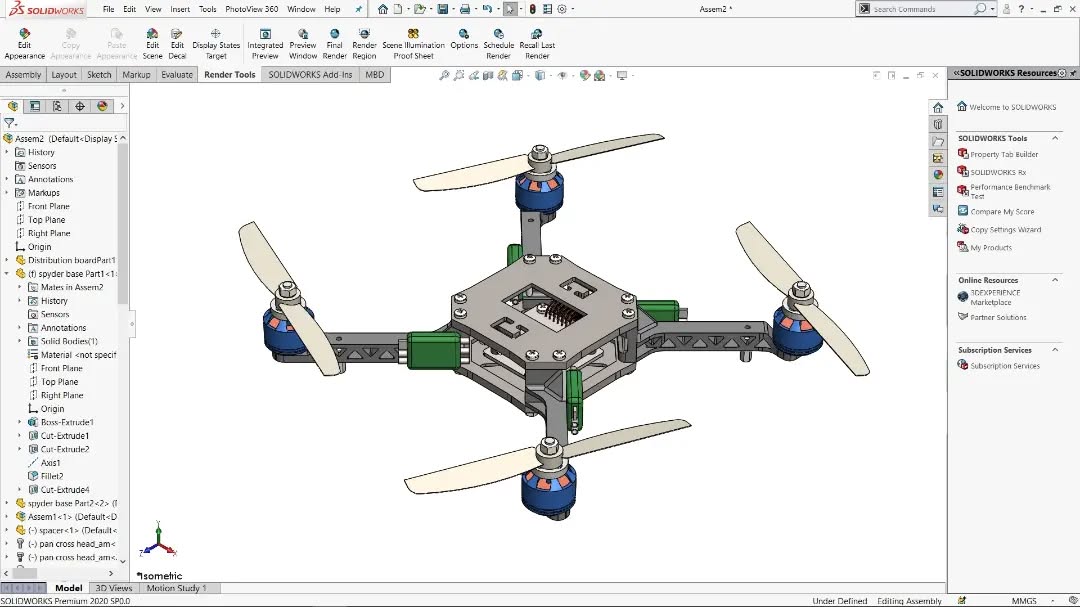 SOLIDWORKS File Edit View Insert Tools PhotoView 360 Window Help Assem2 * Search Commands
Edit Appearance Copy Appearance Paste Appearance Edit Scene Edit Decal Display States Target Integrated Preview Preview Window Final Render Render Region Scene Illumination Proof Sheet Options Schedule Render Recall Last Render
Assembly Layout Sketch Markup Evaluate Render Tools SOLIDWORKS Add-Ins MBD
Assem2 (Default<Display S
History
Sensors
Annotations
Markups
Front Plane
Top Plane
Right Plane
Origin
Distribution boardPart1
(f) spyder base Part1<1>
Mates in Assem2
History
Sensors
Annotations
Solid Bodies(1)
Material <not specif
Front Plane
Top Plane
Right Plane
Origin
Boss-Extrude1
Cut-Extrude1
Cut-Extrude2
Axis1
Fillet2
Cut-Extrude4
spyder base Part2<2> (
Assem1<1> (Default<D
(-) spacer<1> (Default<
(-) pan cross head_am<
(-) pan cross head_am<
Y
Z
X
*Isometric
SOLIDWORKS Resources
Welcome to SOLIDWORKS
SOLIDWORKS Tools
Property Tab Builder
SOLIDWORKS Rx
Performance Benchmark
Test
Compare My Score
Copy Settings Wizard
My Products
Online Resources
3DEXPERIENCE
Marketplace
Partner Solutions
Subscription Services
Subscription Services
Model 3D Views Motion Study 1
SOLIDWORKS Premium 2020 SP0.0 Under Defined Editing Assembly MMGS